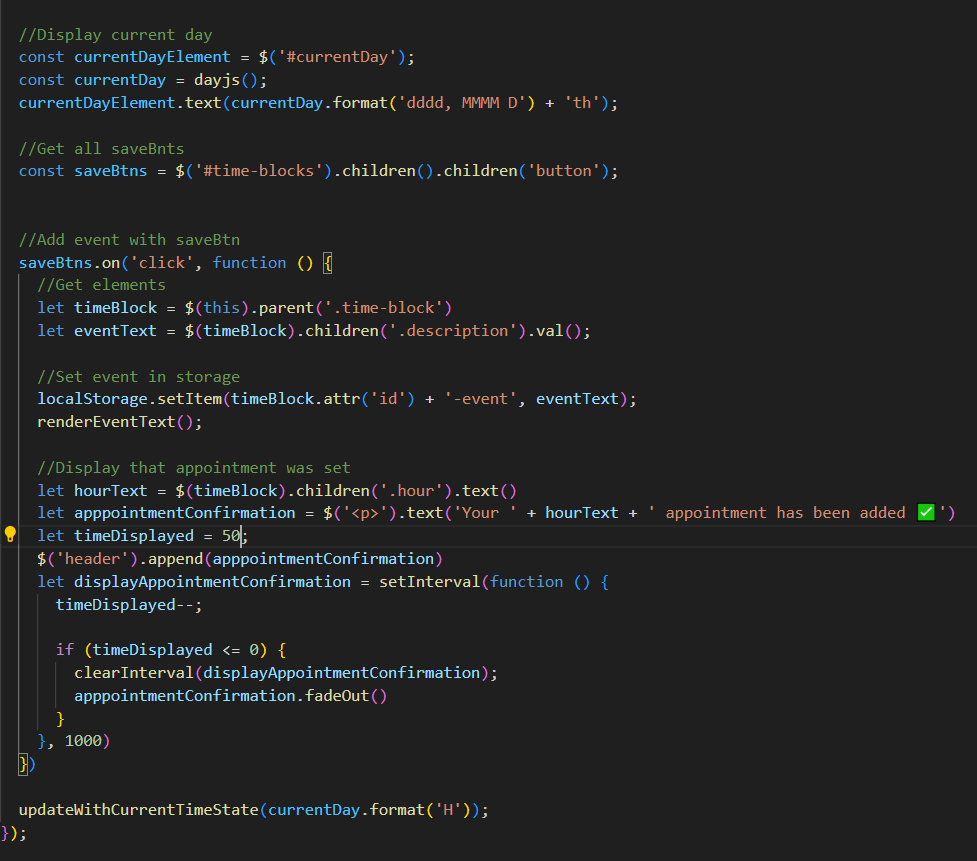 //Display current day
const currentDayElement = $('#currentDay');
const currentDay = dayjs();
currentDayElement.text(currentDay.format('dddd, MMMM D') + 'th');
//Get all saveBnts
const saveBtns = $('#time-blocks').children().children('button');
//Add event with saveBtn
saveBtns.on('click', function () {
//Get elements
let timeBlock = $(this).parent('.time-block')
let eventText = $(timeBlock).children('.description').val();
//Set event in storage
localStorage.setItem(timeBlock.attr('id') + '-event', eventText);
renderEventText();
//Display that appointment was set
let hourText = $(timeBlock).children('.hour').text()
let apppointmentConfirmation = $('<p>').text('Your ' + hourText + ' appointment has been added ✅')
let timeDisplayed = 50;
$('header').append(apppointmentConfirmation)
let displayAppointmentConfirmation = setInterval(function () {
timeDisplayed--;
if (timeDisplayed <= 0) {
clearInterval(displayAppointmentConfirmation);
apppointmentConfirmation.fadeOut()
}
}, 1000)
})
updateWithCurrentTimeState(currentDay.format('H'));
});